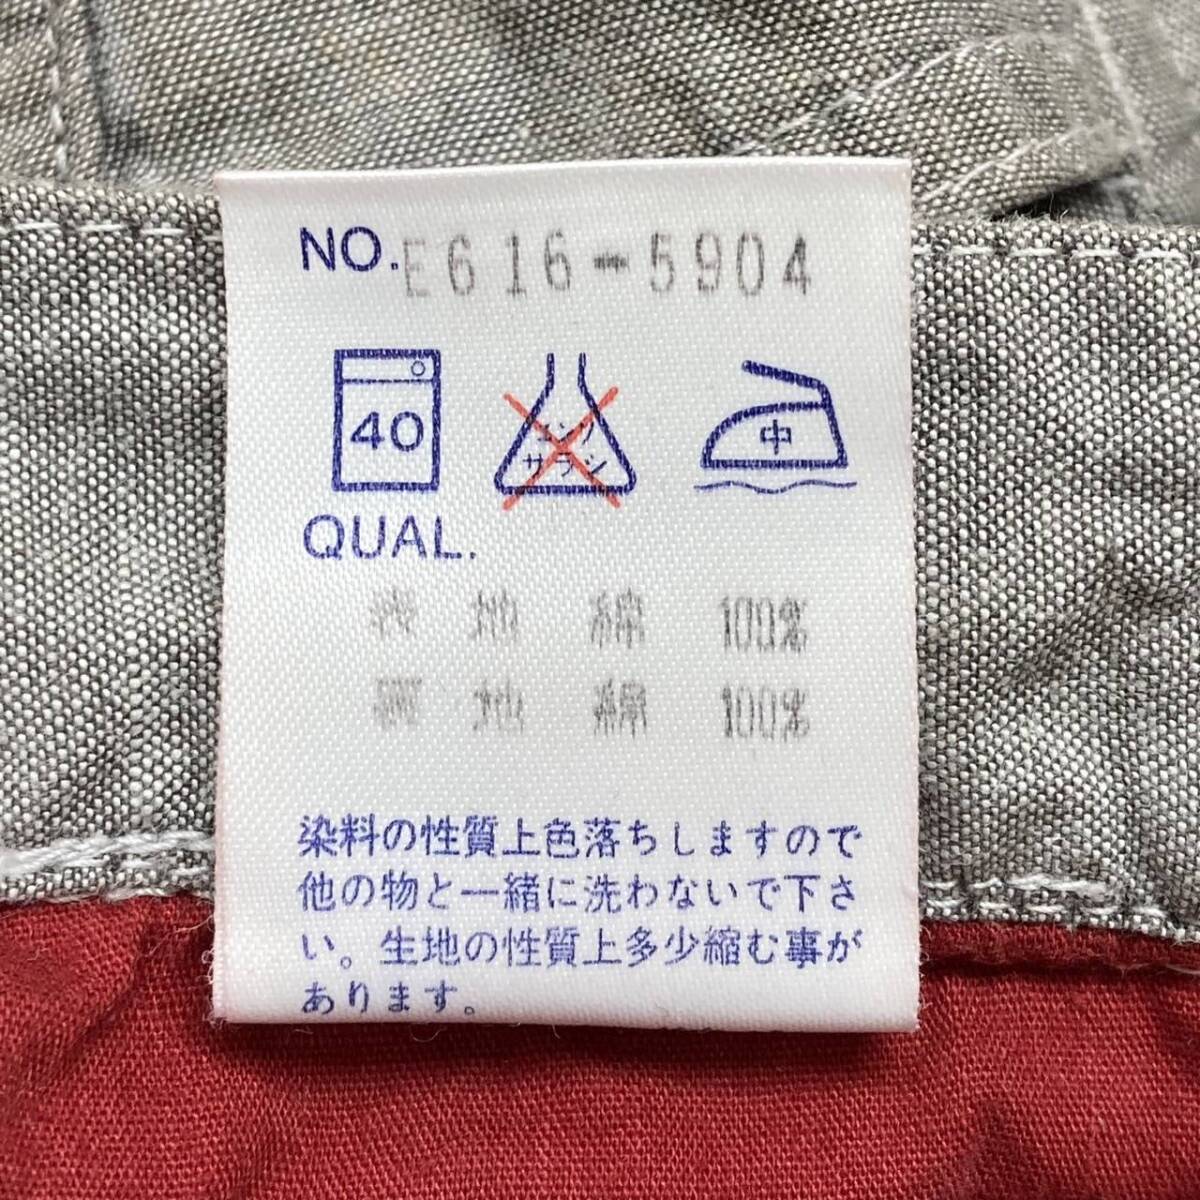 NO. E616-5904
40
エンソ
サラシ
中
QUAL.
表 地 綿 100%
裏 地 綿 100%
染料の性質上色落ちしますので
他の物と一緒に洗わないで下さ
い。生地の性質上多少縮む事が
あります。